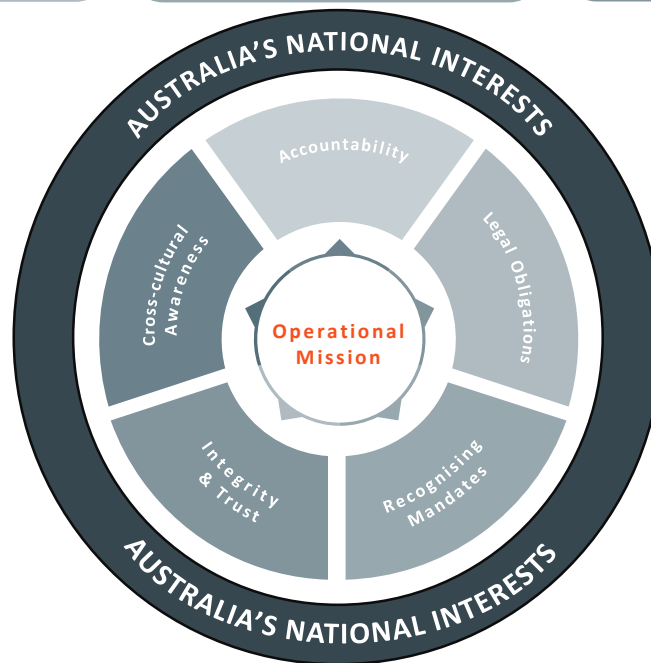 AUSTRALIA'S NATIONAL INTERESTS
Accountability
Legal Obligations
Cross-cultural
Awareness
Operational
Mission
Integrity
& Trust
Recognising
Mandates
AUSTRALIA'S NATIONAL INTERESTS